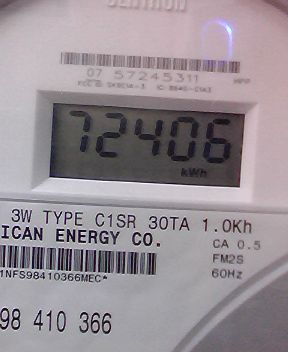 CENTRON
07 57245311
72406
kWh
3W TYPE C1SR 30TA 1.0Kh
ICAN ENERGY CO.
CA 0.5
FM2S
60Hz
1NFS98410366MEC*
98 410 366